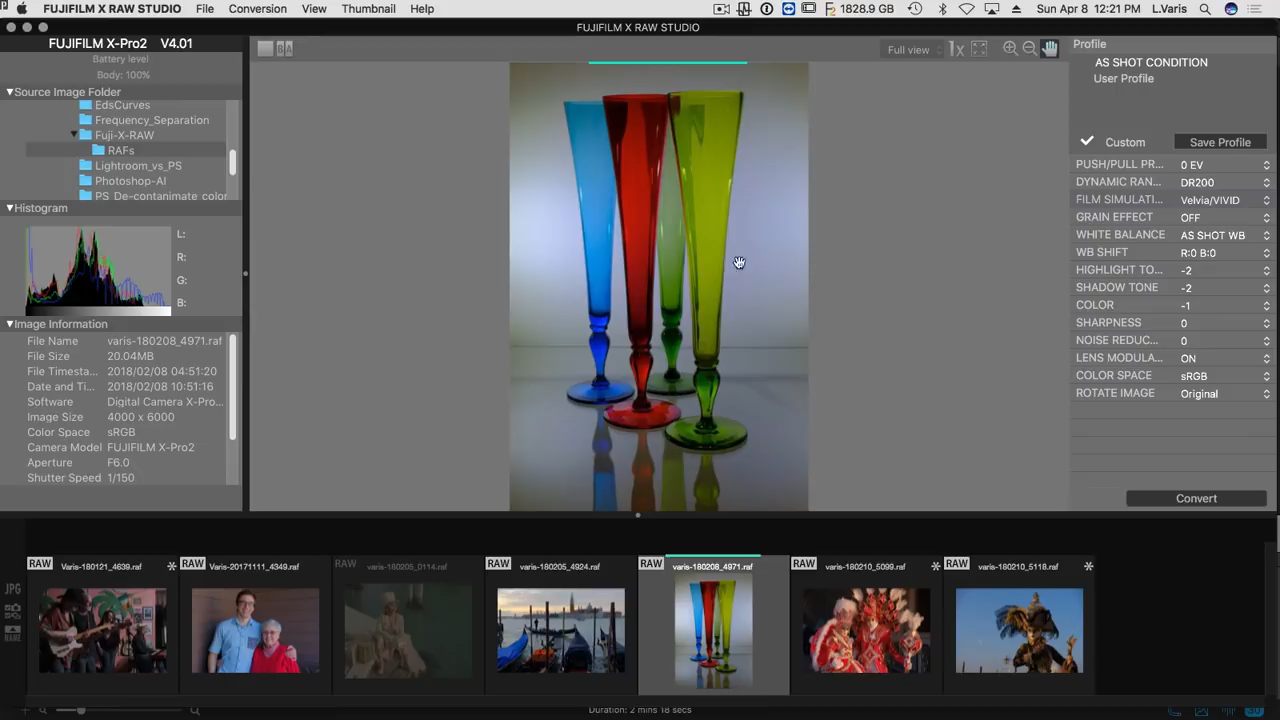 FUJIFILM X RAW STUDIO File Conversion View Thumbnail Help 1828.9 GB Sun Apr 8 12:21 PM L.Varis
FUJIFILM X RAW STUDIO
FUJIFILM X-Pro2 V4.01
Battery level
Body: 100%
Source Image Folder
EdsCurves
Frequency_Separation
Fuji-X-RAW
RAFs
Lightroom_vs_PS
Photoshop-AI
PS_De-contanimate_color
Histogram
L:
R:
G:
B:
Image Information
File Name varis-180208_4971.raf
File Size 20.04MB
File Timesta... 2018/02/08 04:51:20
Date and Ti... 2018/02/08 10:51:16
Software Digital Camera X-Pro...
Image Size 4000 x 6000
Color Space sRGB
Camera Model FUJIFILM X-Pro2
Aperture F6.0
Shutter Speed 1/150
B A
Full view 1x
Profile
AS SHOT CONDITION
User Profile
Custom Save Profile
PUSH/PULL PR... 0 EV
DYNAMIC RAN... DR200
FILM SIMULATI... Velvia/VIVID
GRAIN EFFECT OFF
WHITE BALANCE AS SHOT WB
WB SHIFT R:0 B:0
HIGHLIGHT TO... -2
SHADOW TONE -2
COLOR -1
SHARPNESS 0
NOISE REDUC... 0
LENS MODULA... ON
COLOR SPACE sRGB
ROTATE IMAGE Original
Convert
JPG
NAME
RAW Varis-180121_4639.raf
RAW Varis-20171111_4349.raf
RAW varis-180205_0114.raf
RAW varis-180205_4924.raf
RAW varis-180208_4971.raf
RAW varis-180210_5099.raf
RAW varis-180210_5118.raf
Duration: 2 mins 18 secs